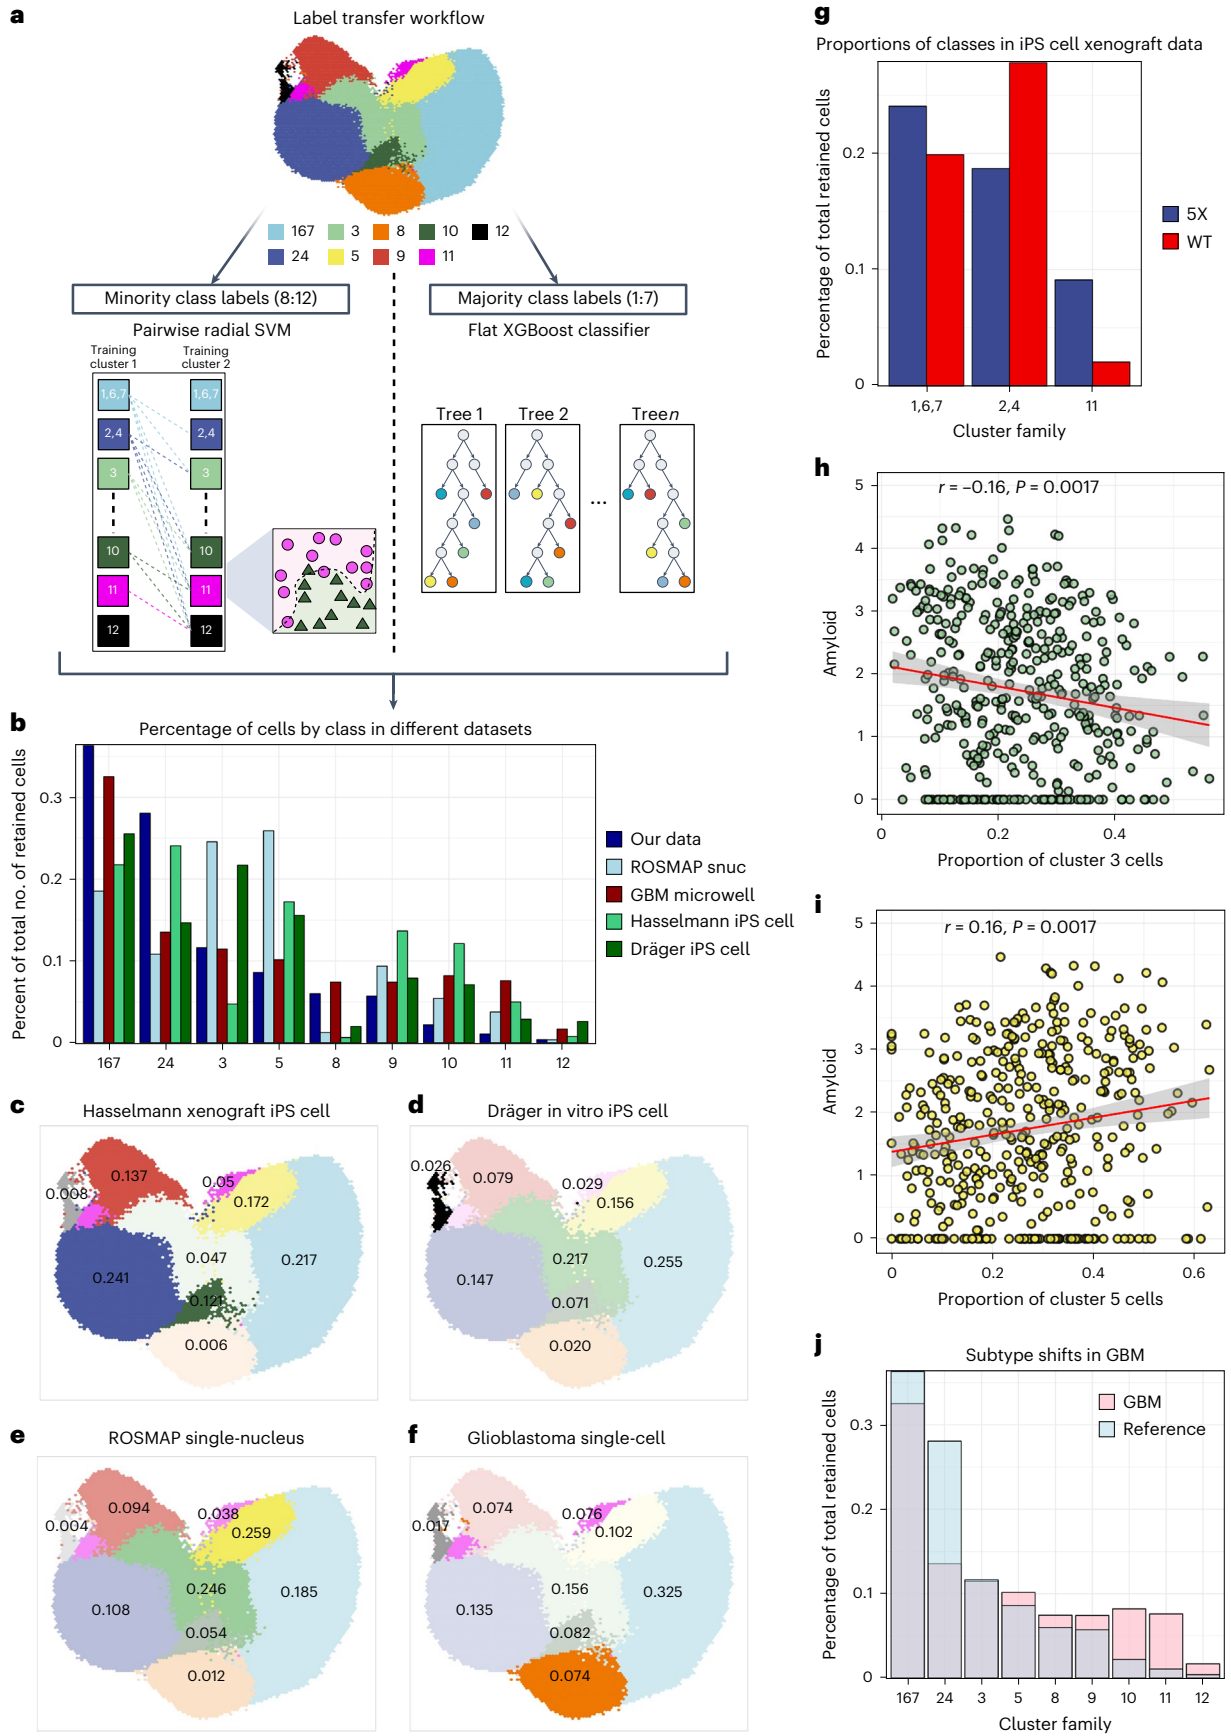 a
Label transfer workflow
167 3 8 10 12
24 5 9 11
Minority class labels (8:12)
Majority class labels (1:7)
Pairwise radial SVM
Flat XGBoost classifier
Training cluster 1
Training cluster 2
1,6,7 1,6,7
2,4 2,4
3 3
10 10
11 11
12 12
Tree 1 Tree 2 Tree n
...
b
Percentage of cells by class in different datasets
Percent of total no. of retained cells
0.3
0.2
0.1
0
167 24 3 5 8 9 10 11 12
Our data
ROSMAP snuc
GBM microwell
Hasselmann iPS cell
Dräger iPS cell
c
Hasselmann xenograft iPS cell
0.137
0.008
0.05
0.172
0.047
0.217
0.241
0.121
0.006
d
Dräger in vitro iPS cell
0.026
0.079
0.029
0.156
0.217
0.255
0.147
0.071
0.020
e
ROSMAP single-nucleus
0.094
0.004
0.038
0.259
0.246
0.185
0.108
0.054
0.012
f
Glioblastoma single-cell
0.074
0.017
0.076
0.102
0.156
0.325
0.135
0.082
0.074
g
Proportions of classes in iPS cell xenograft data
Percentage of total retained cells
0.2
0.1
0
1,6,7 2,4 11
Cluster family
5X
WT
h
r = −0.16, P = 0.0017
Amyloid
5
4
3
2
1
0
0 0.2 0.4
Proportion of cluster 3 cells
i
r = 0.16, P = 0.0017
Amyloid
5
4
3
2
1
0
0 0.2 0.4 0.6
Proportion of cluster 5 cells
j
Subtype shifts in GBM
Percentage of total retained cells
GBM
Reference
0.3
0.2
0.1
0
167 24 3 5 8 9 10 11 12
Cluster family